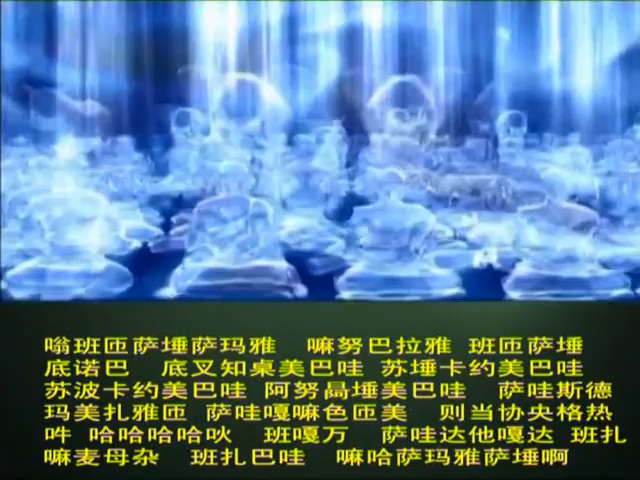 嗡班匝萨埵萨玛雅 嘛努巴拉雅 班匝萨埵
底诺巴 底叉知桌美巴哇 苏埵卡约美巴哇
苏波卡约美巴哇 阿努晶埵美巴哇 萨哇斯德
玛美扎雅匝 萨哇嘎嘛色匝美 则当协央格热
吽 哈哈哈哈吙 班嘎万 萨哇达他嘎达 班扎
嘛麦母杂 班扎巴哇 嘛哈萨玛雅萨埵啊